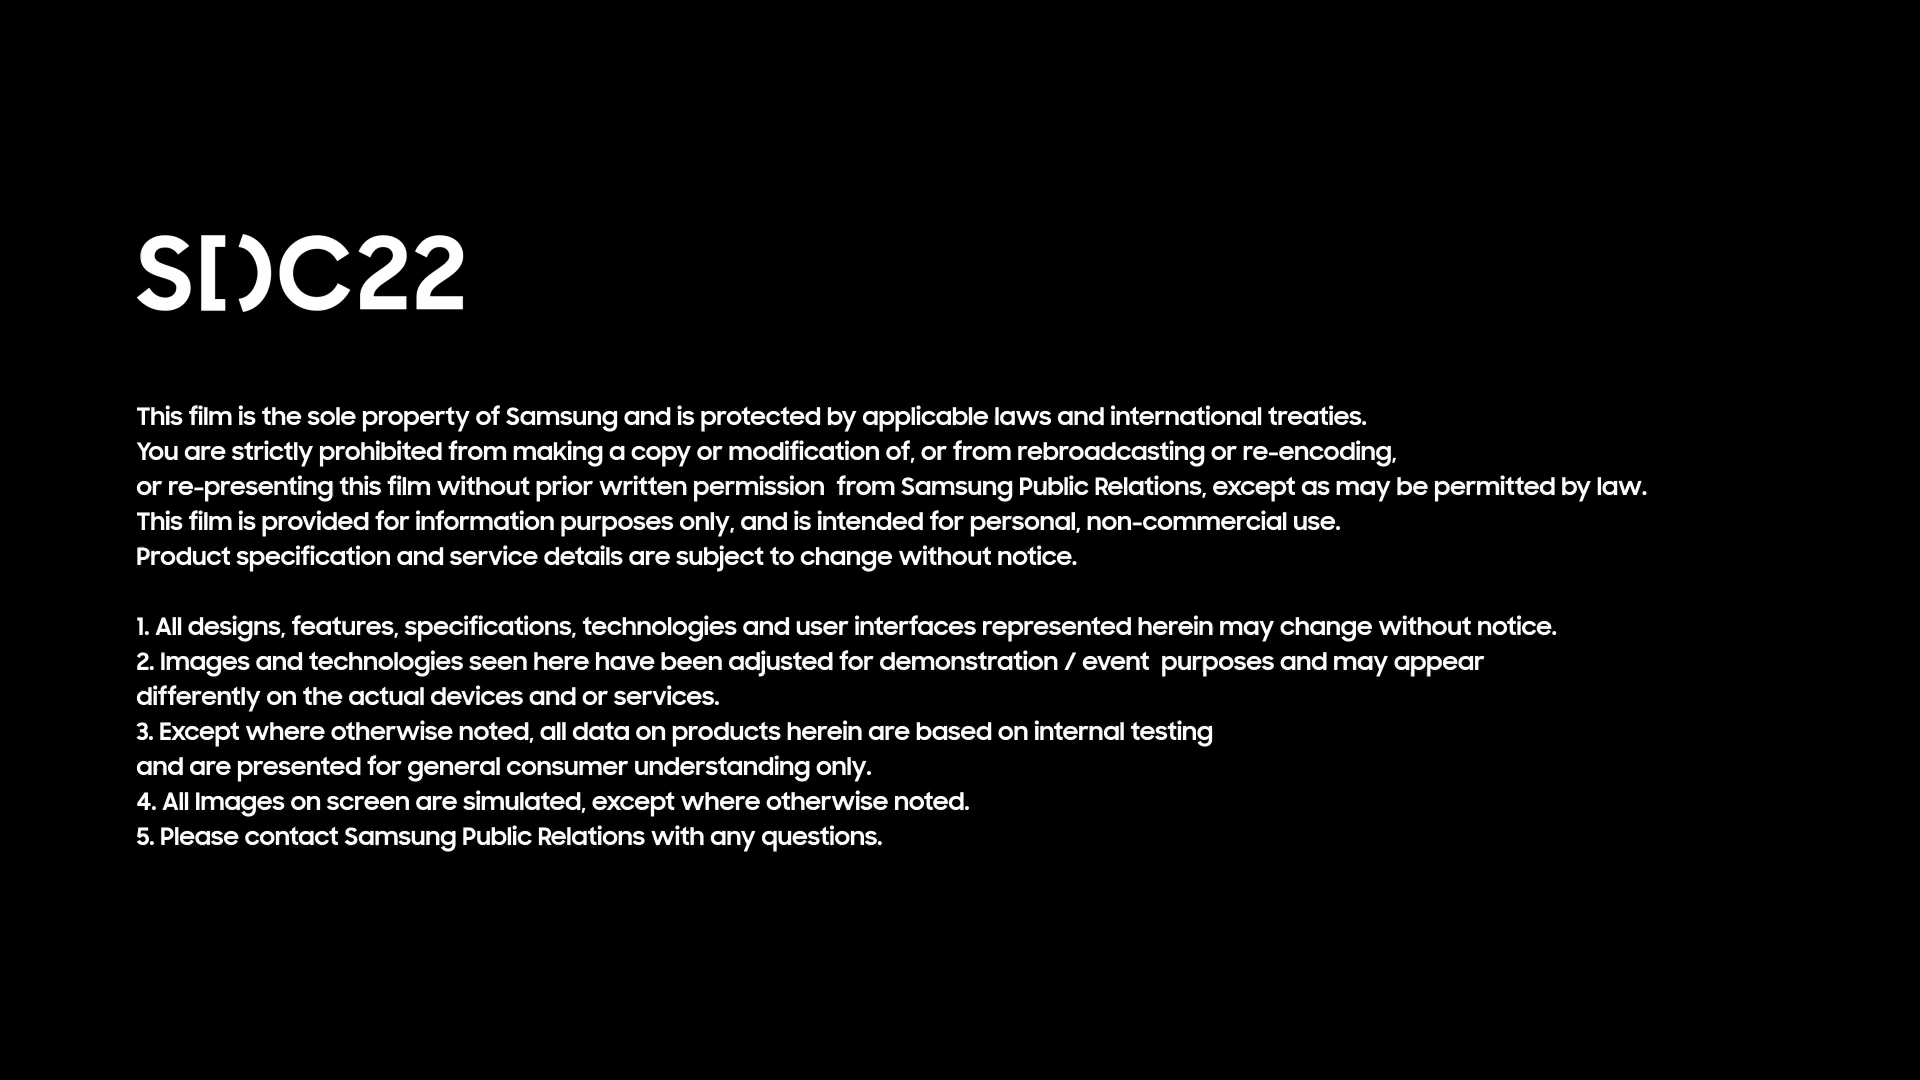 SDC22
This film is the sole property of Samsung and is protected by applicable laws and international treaties.
You are strictly prohibited from making a copy or modification of, or from rebroadcasting or re-encoding,
or re-presenting this film without prior written permission  from Samsung Public Relations, except as may be permitted by law.
This film is provided for information purposes only, and is intended for personal, non-commercial use.
Product specification and service details are subject to change without notice.
1. All designs, features, specifications, technologies and user interfaces represented herein may change without notice.
2. Images and technologies seen here have been adjusted for demonstration / event  purposes and may appear
differently on the actual devices and or services.
3. Except where otherwise noted, all data on products herein are based on internal testing
and are presented for general consumer understanding only.
4. All Images on screen are simulated, except where otherwise noted.
5. Please contact Samsung Public Relations with any questions.